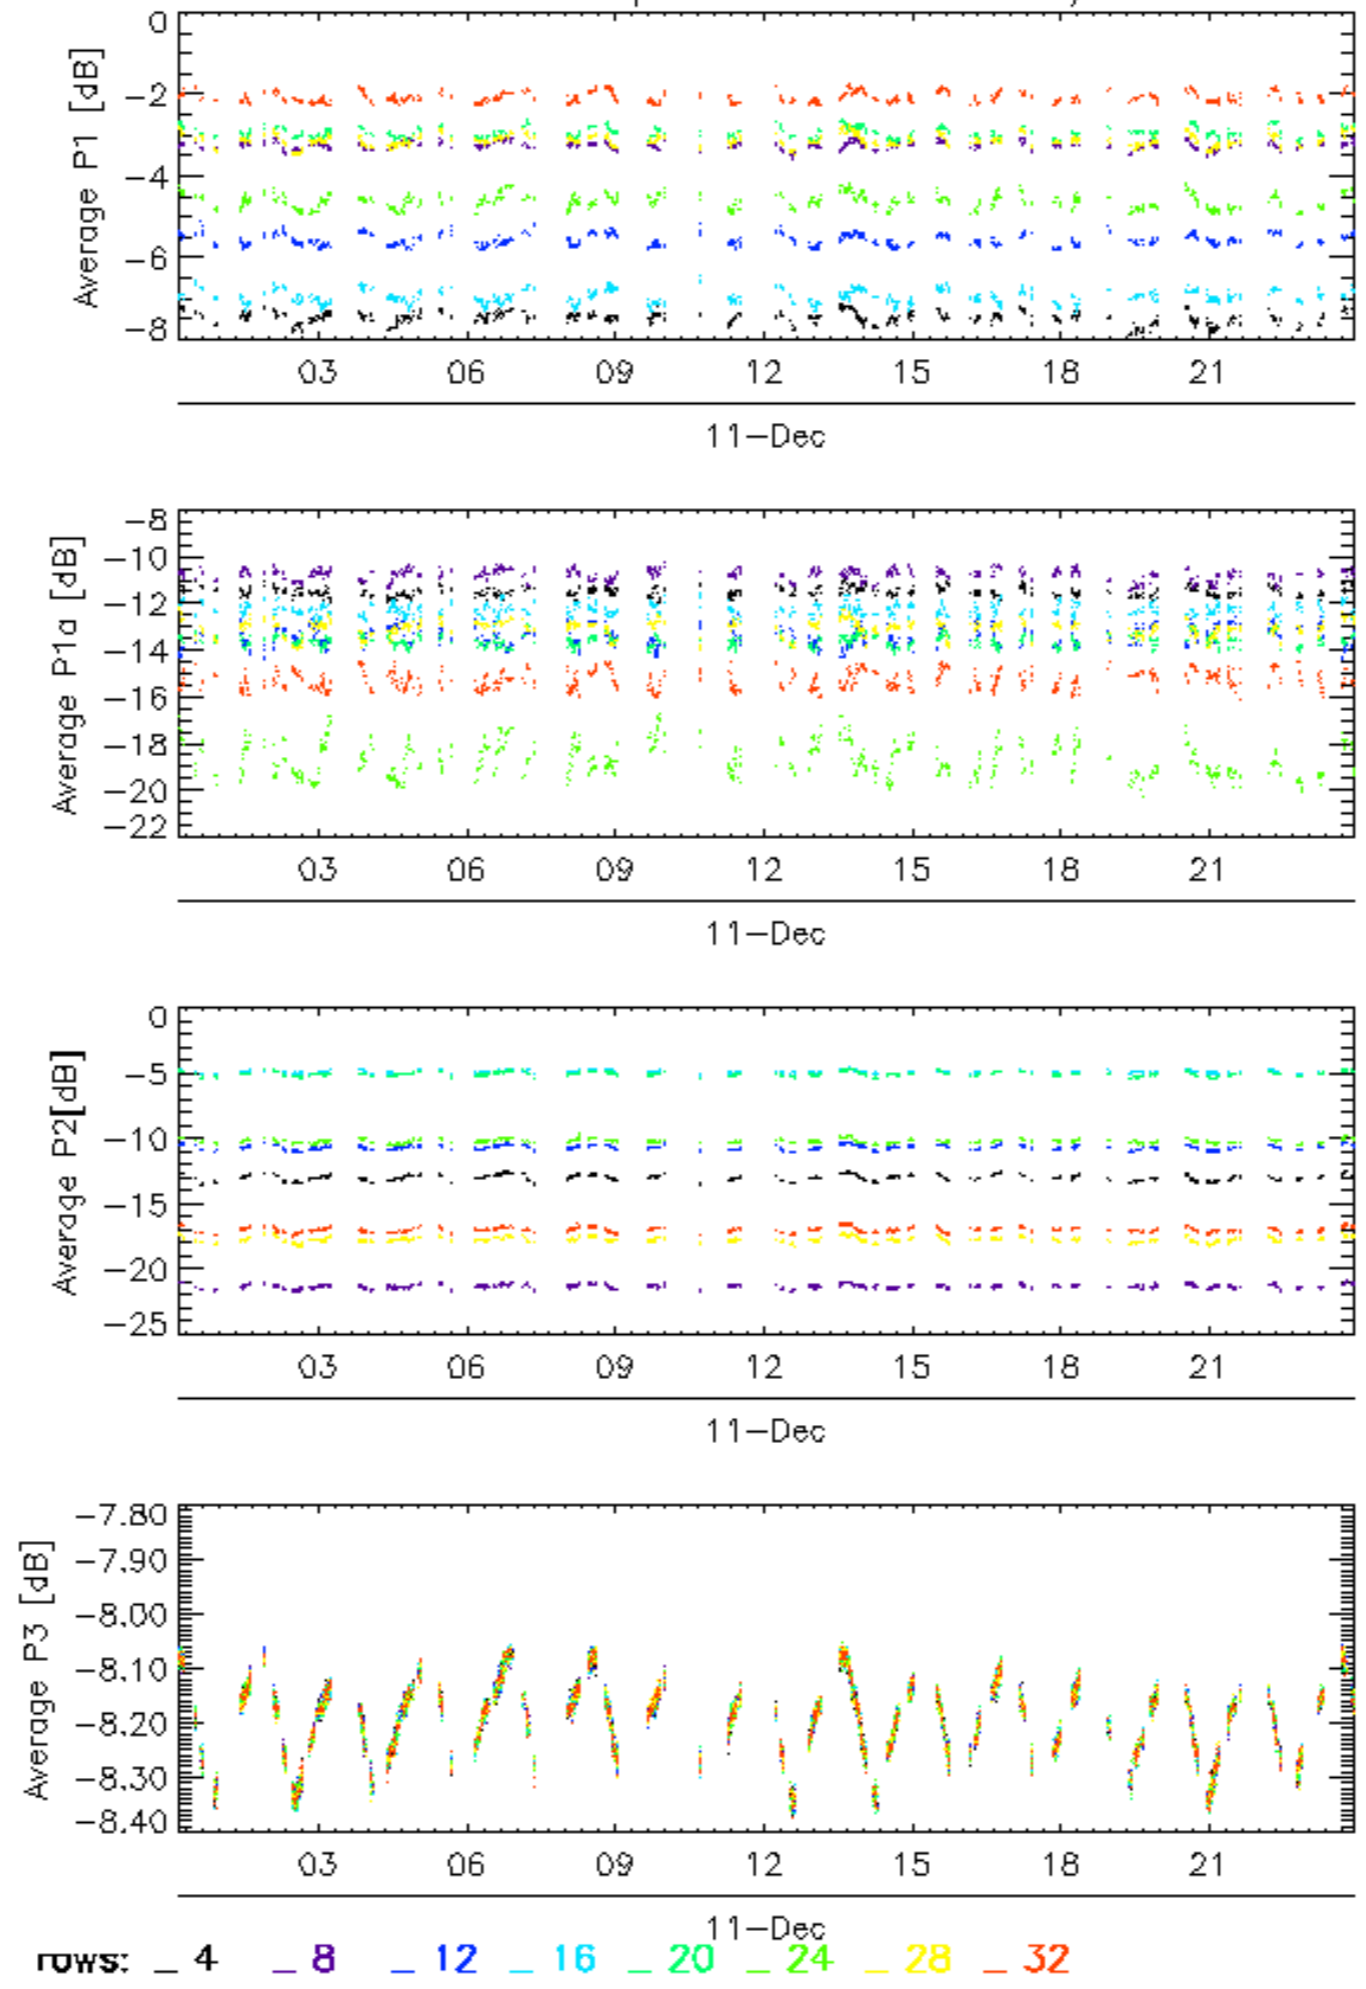 0
−2
−4
−6
−8
Average P1 [dB]
03 06 09 12 15 18 21
11−Dec
−8
−10
−12
−14
−16
−18
−20
−22
Average P1a [dB]
03 06 09 12 15 18 21
11−Dec
0
−5
−10
−15
−20
−25
Average P2[dB]
03 06 09 12 15 18 21
11−Dec
−7.80
−7.90
−8.00
−8.10
−8.20
−8.30
−8.40
Average P3 [dB]
03 06 09 12 15 18 21
11−Dec
rows: _ 4 _ 8 _ 12 _ 16 _ 20 _ 24 _ 28 _ 32